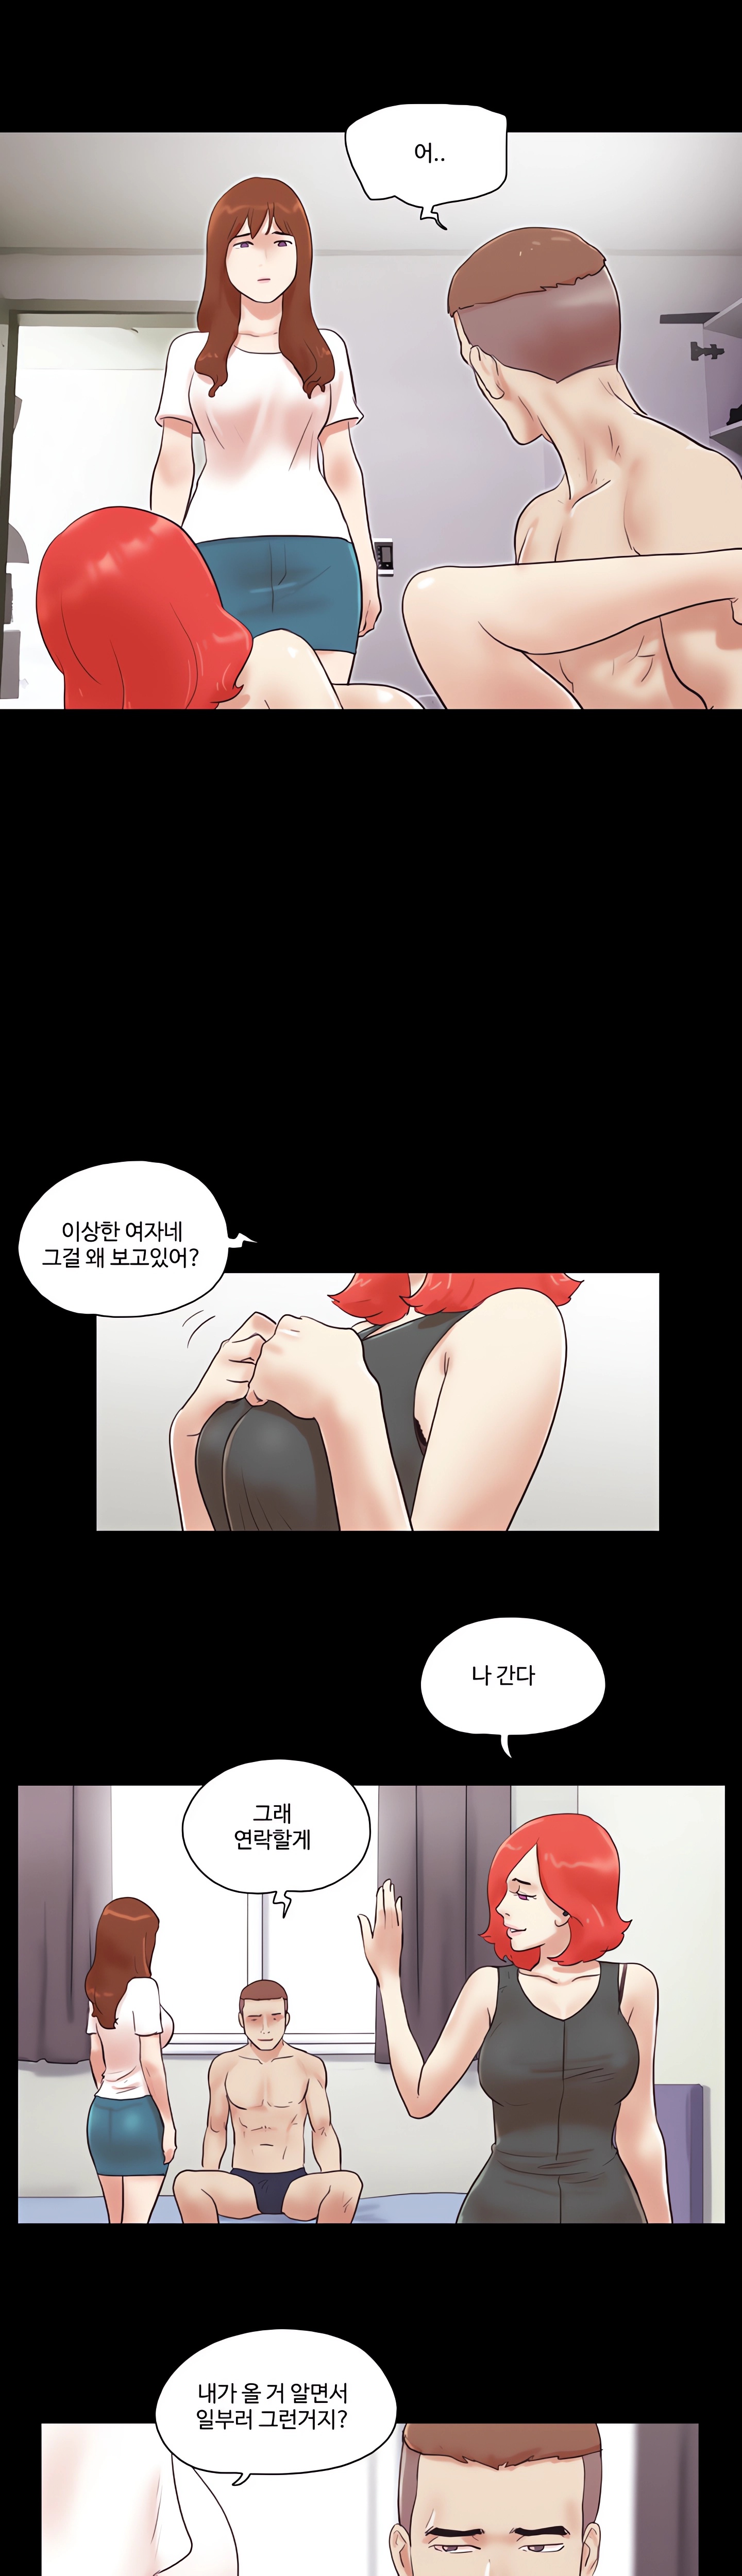 어..
이상한 여자네
그걸 왜 보고있어?
나 간다
그래
연락할게
내가 올 거 알면서
일부러 그런거지?